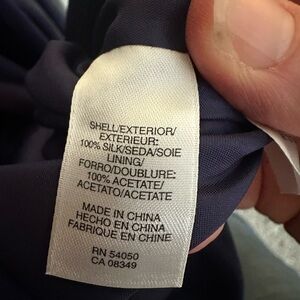 SHELL/EXTERIOR/
EXTERIEUR:
100% SILK/SEDA/SOIE
LINING/
FORRO/DOUBLURE:
100% ACETATE/
ACETATO/ACETATE
MADE IN CHINA
HECHO EN CHINA
FABRIQUE EN CHINE
RN 54050
CA 08349